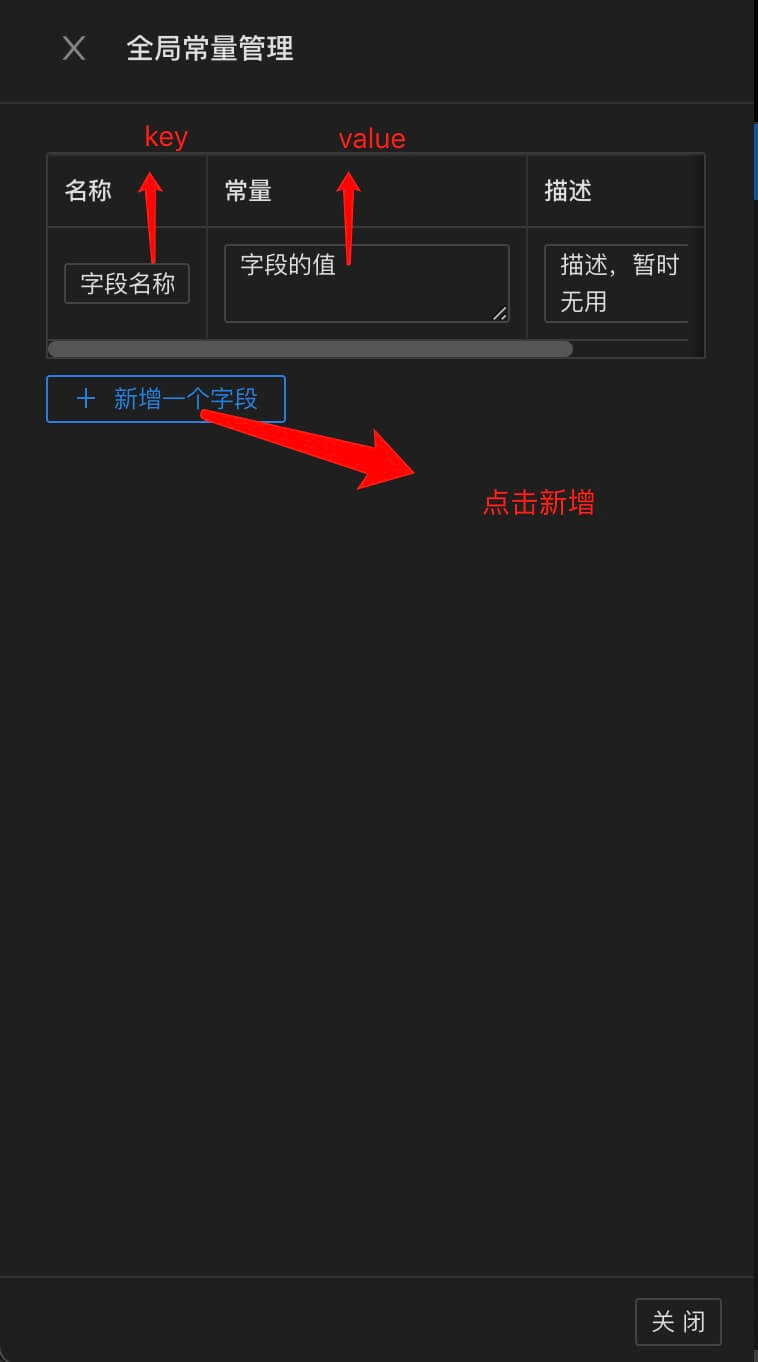 全局常量管理
key
value
名称
常量
描述
字段名称
字段的值
描述，暂时
无用
新增一个字段
点击新增
关 闭